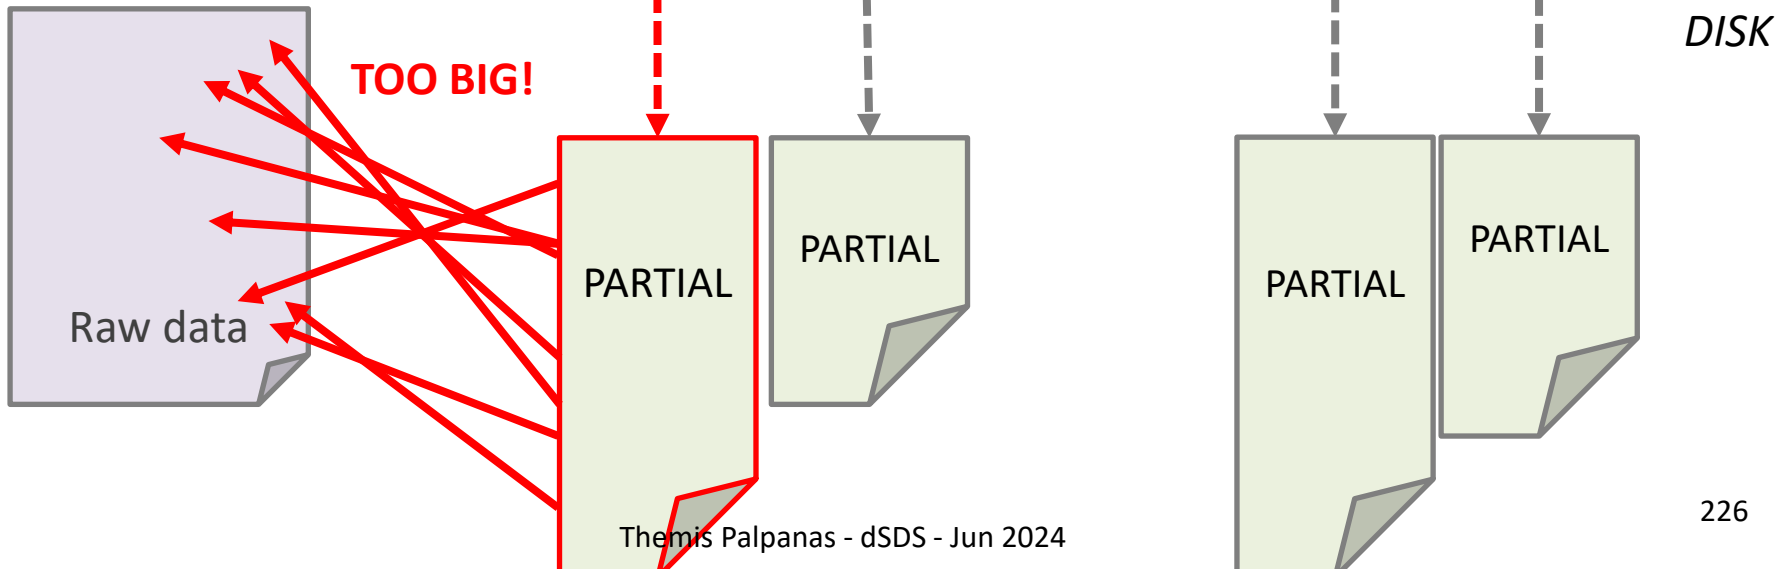 DISK
TOO BIG!
Raw data
PARTIAL
PARTIAL
PARTIAL
PARTIAL
Themis Palpanas - dSDS - Jun 2024
226